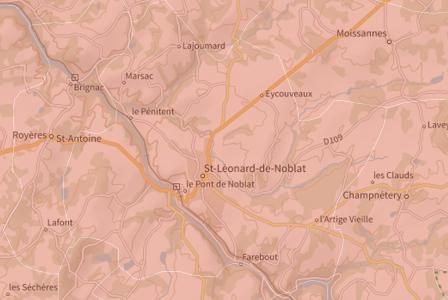 Moissannes
Lajoumard
Marsac
Brignac
Eycouveaux
le Pénitent
Royères
St-Antoine
D109
St-Léonard-de-Noblat
le Pont de Noblat
les Clauds
Champnétery
l'Artige Vieille
Lafont
Farebout
les Séchères